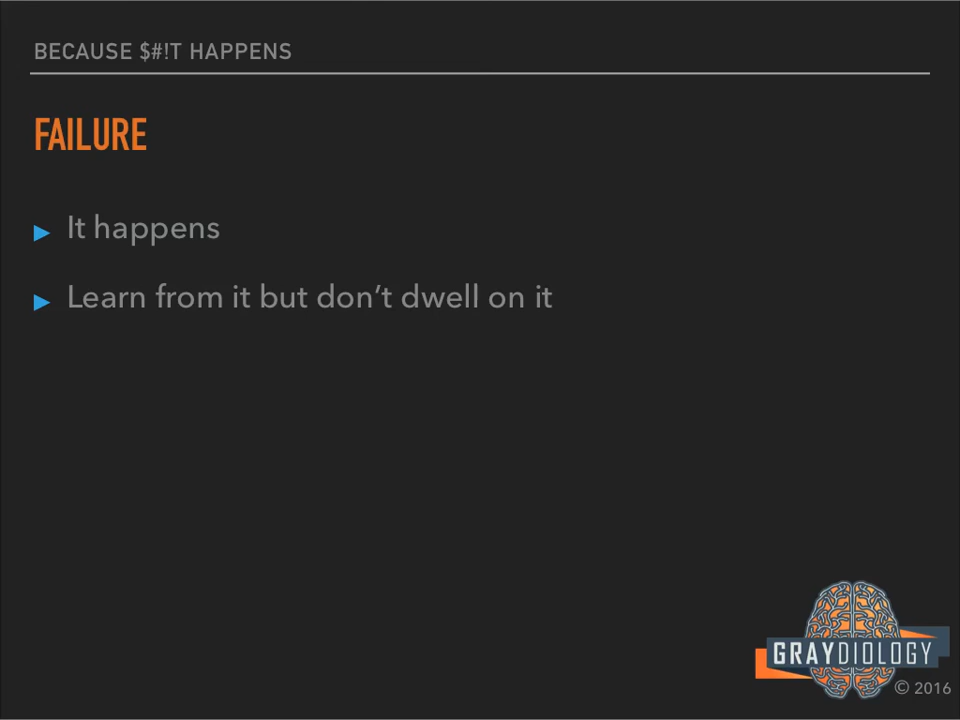 BECAUSE $#!T HAPPENS
FAILURE
▶ It happens
▶ Learn from it but don’t dwell on it
GRAYDIOLOGY
© 2016